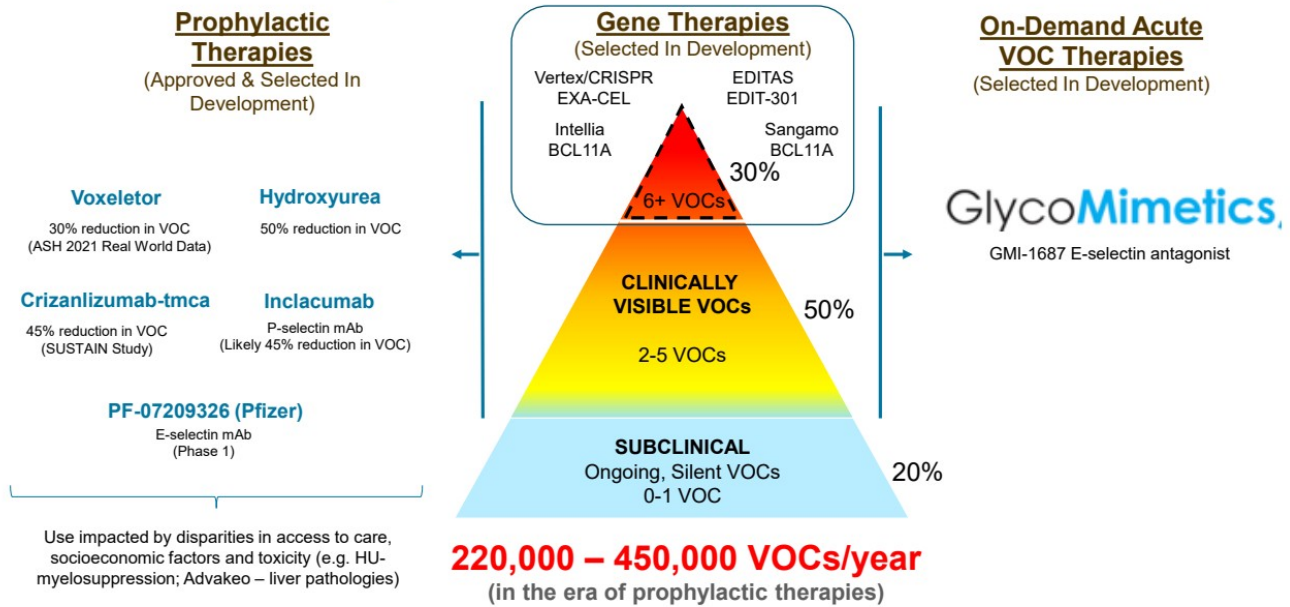 Prophylactic
Therapies
(Approved & Selected In
Development)
Voxeletor
30% reduction in VOC
(ASH 2021 Real World Data)
Hydroxyurea
50% reduction in VOC
Crizanlizumab-tmca
45% reduction in VOC
(SUSTAIN Study)
Inclacumab
P-selectin mAb
(Likely 45% reduction in VOC)
PF-07209326 (Pfizer)
E-selectin mAb
(Phase 1)
Use impacted by disparities in access to care,
socioeconomic factors and toxicity (e.g. HU-
myelosuppression; Advakeo – liver pathologies)
Gene Therapies
(Selected In Development)
Vertex/CRISPR
EXA-CEL
EDITAS
EDIT-301
Intellia
BCL11A
Sangamo
BCL11A
30%
6+ VOCs
CLINICALLY
VISIBLE VOCs
50%
2-5 VOCs
SUBCLINICAL
Ongoing, Silent VOCs
0-1 VOC
20%
220,000 – 450,000 VOCs/year
(in the era of prophylactic therapies)
On-Demand Acute
VOC Therapies
(Selected In Development)
GlycoMimetics
GMI-1687 E-selectin antagonist